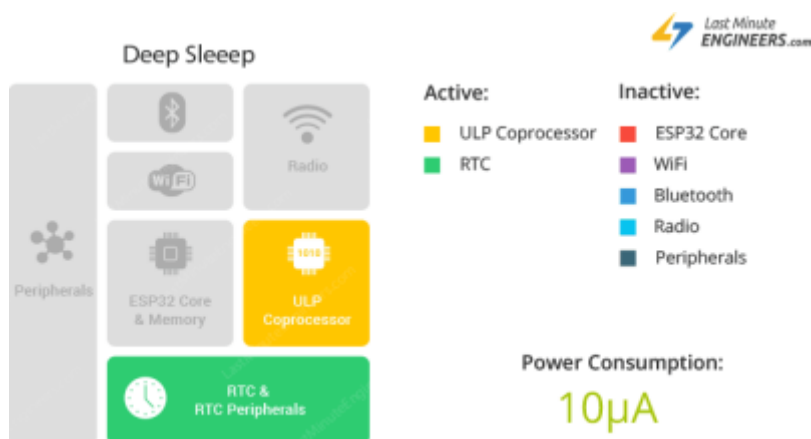 Last Minute
ENGINEERS.com
Deep Sleeep
Active:
ULP Coprocessor
RTC
Inactive:
ESP32 Core
WiFi
Bluetooth
Radio
Peripherals
Peripherals
WiFi
Radio
ESP32 Core
& Memory
1010
ULP
Coprocessor
RTC &
RTC Peripherals
Power Consumption:
10µA